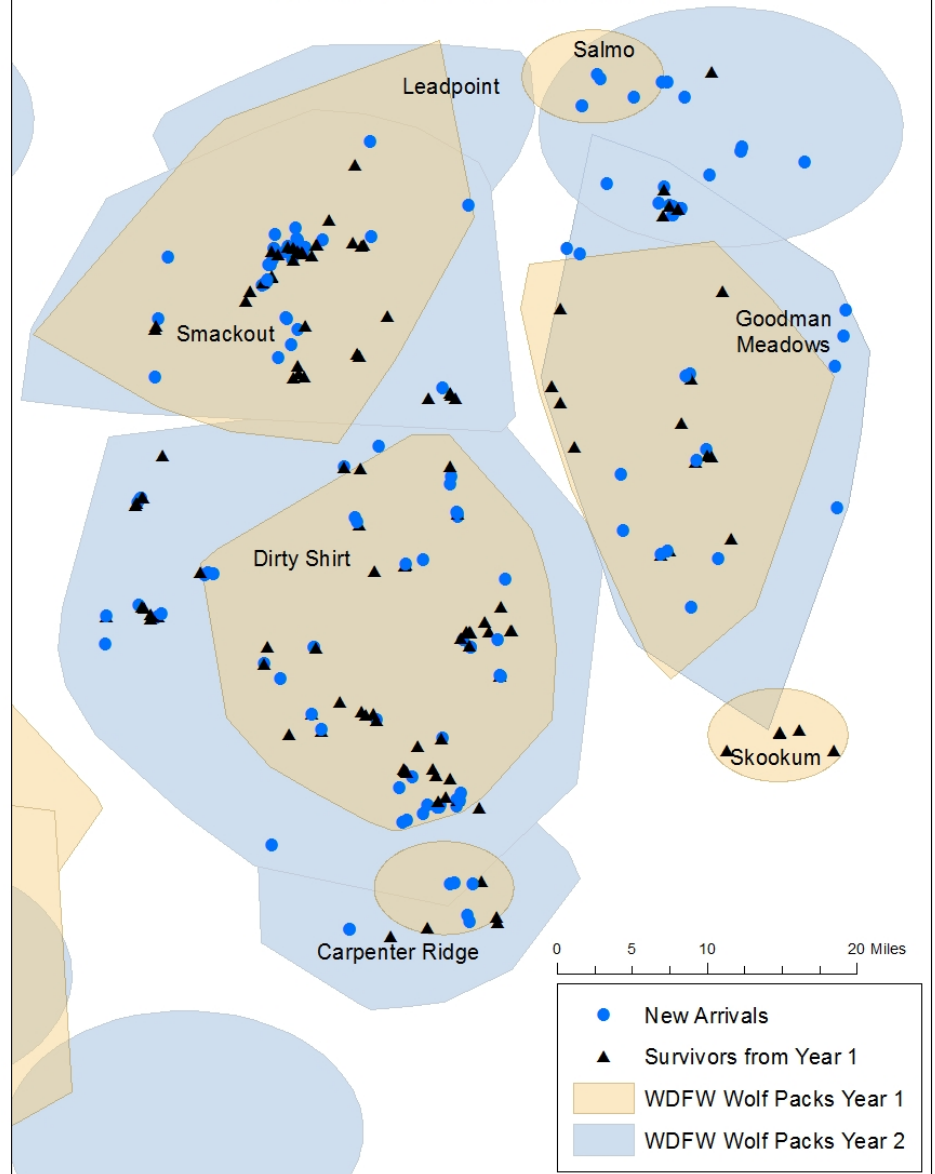 Salmo
Leadpoint
Goodman
Meadows
Smackout
Dirty Shirt
Skookum
Carpenter Ridge
0 5 10 20 Miles
New Arrivals
Survivors from Year 1
WDFW Wolf Packs Year 1
WDFW Wolf Packs Year 2